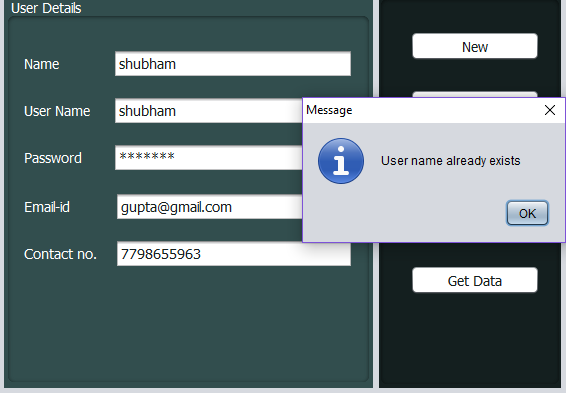 User Details
Name
shubham
User Name
shubham
Password
*******
Email-id
gupta@gmail.com
Contact no.
7798655963
New
Message
User name already exists
OK
Get Data